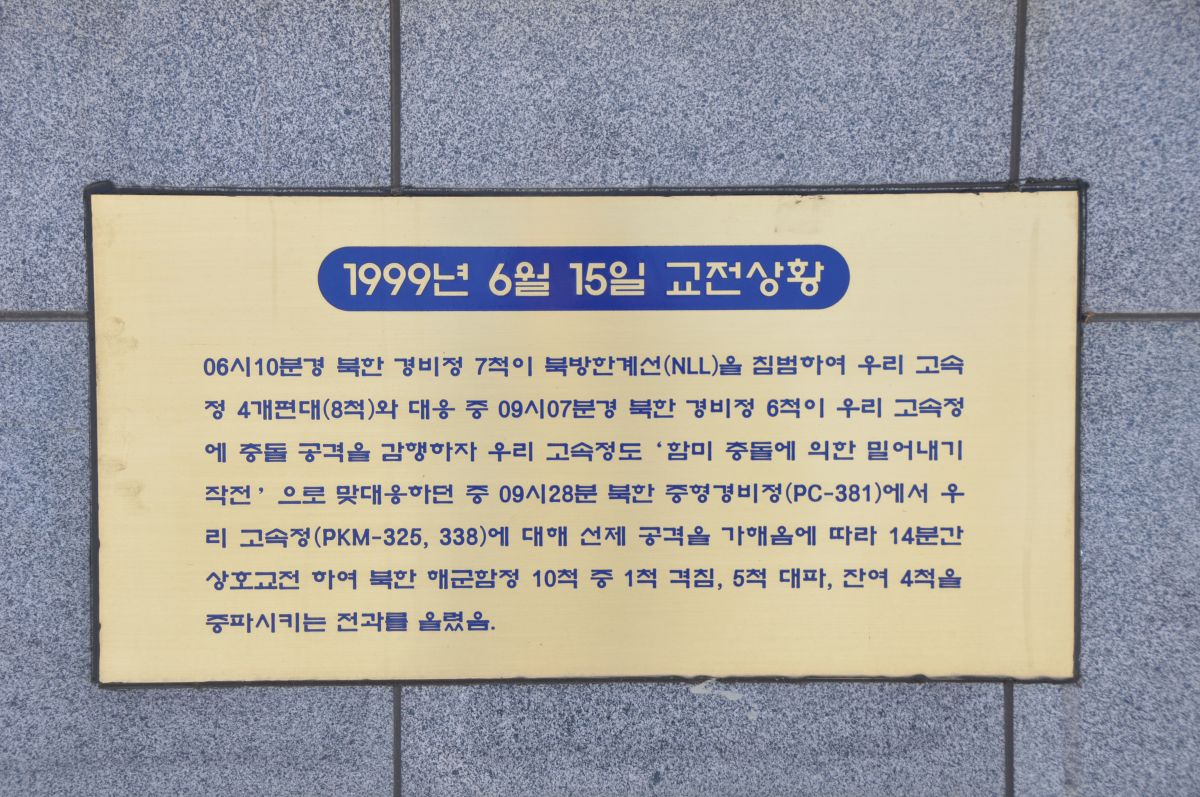 1999년 6월 15일 교전상황
06시10분경 북한 경비정 7척이 북방한계선(NLL)을 침범하여 우리 고속
정 4개편대(8척)와 대응 중 09시07분경 북한 경비정 6척이 우리 고속정
에 충돌 공격을 감행하자 우리 고속정도 ‘함미 충돌에 의한 밀어내기
작전’ 으로 맞대응하던 중 09시28분 북한 중형경비정(PC-381)에서 우
리 고속정(PKM-325, 338)에 대해 선제 공격을 가해옴에 따라 14분간
상호교전 하여 북한 해군함정 10척 중 1척 격침, 5척 대파, 잔여 4척을
중파시키는 전과를 올렸음.